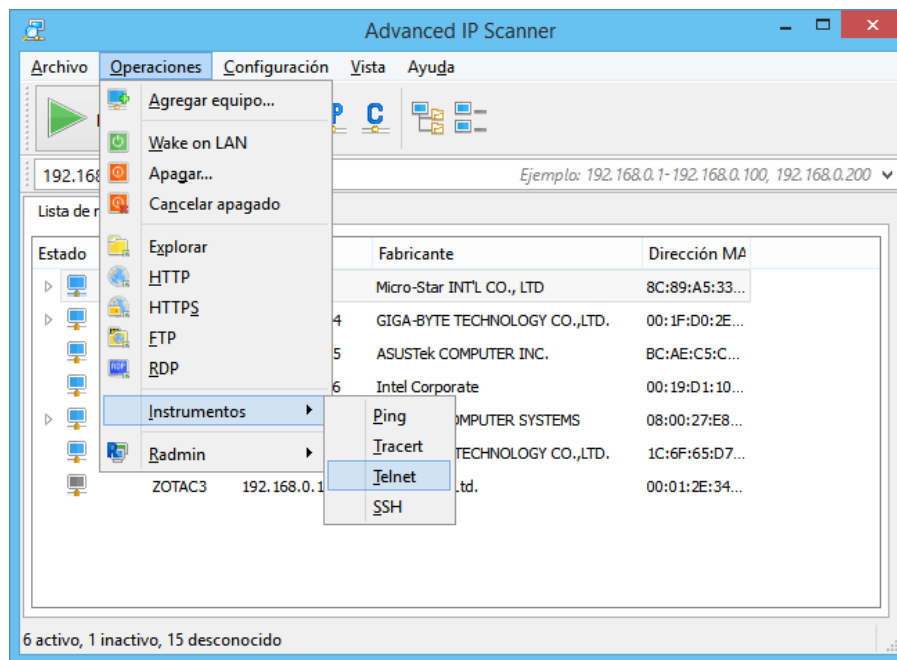 Advanced IP Scanner
Archivo Operaciones Configuración Vista Ayuda
Agregar equipo...
P C
Wake on LAN
192.168 Ejemplo: 192.168.0.1-192.168.0.100, 192.168.0.200
Apagar...
Cancelar apagado
Lista de r
Explorar
Estado Fabricante Dirección MA
HTTP
Micro-Star INT'L CO., LTD 8C:89:A5:33...
HTTPS
4 GIGA-BYTE TECHNOLOGY CO.,LTD. 00:1F:D0:2E...
FTP
5 ASUSTek COMPUTER INC. BC:AE:C5:C...
RDP
6 Intel Corporate 00:19:D1:10...
Instrumentos
Ping
OMPUTER SYSTEMS 08:00:27:E8...
Radmin
Tracert
TECHNOLOGY CO.,LTD. 1C:6F:65:D7...
Telnet
ZOTAC3 192.168.0.1 Ltd. 00:01:2E:34...
SSH
6 activo, 1 inactivo, 15 desconocido